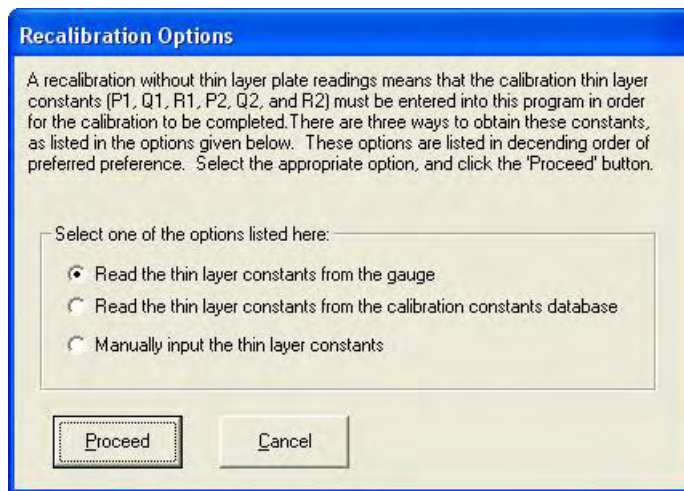 Recalibration Options
A recalibration without thin layer plate readings means that the calibration thin layer
constants (P1, Q1, R1, P2, Q2, and R2) must be entered into this program in order
for the calibration to be completed.There are three ways to obtain these constants,
as listed in the options given below.  These options are listed in decending order of
preferred preference.  Select the appropriate option, and click the 'Proceed' button.
Select one of the options listed here:
Read the thin layer constants from the gauge
Read the thin layer constants from the calibration constants database
Manually input the thin layer constants
Proceed
Cancel